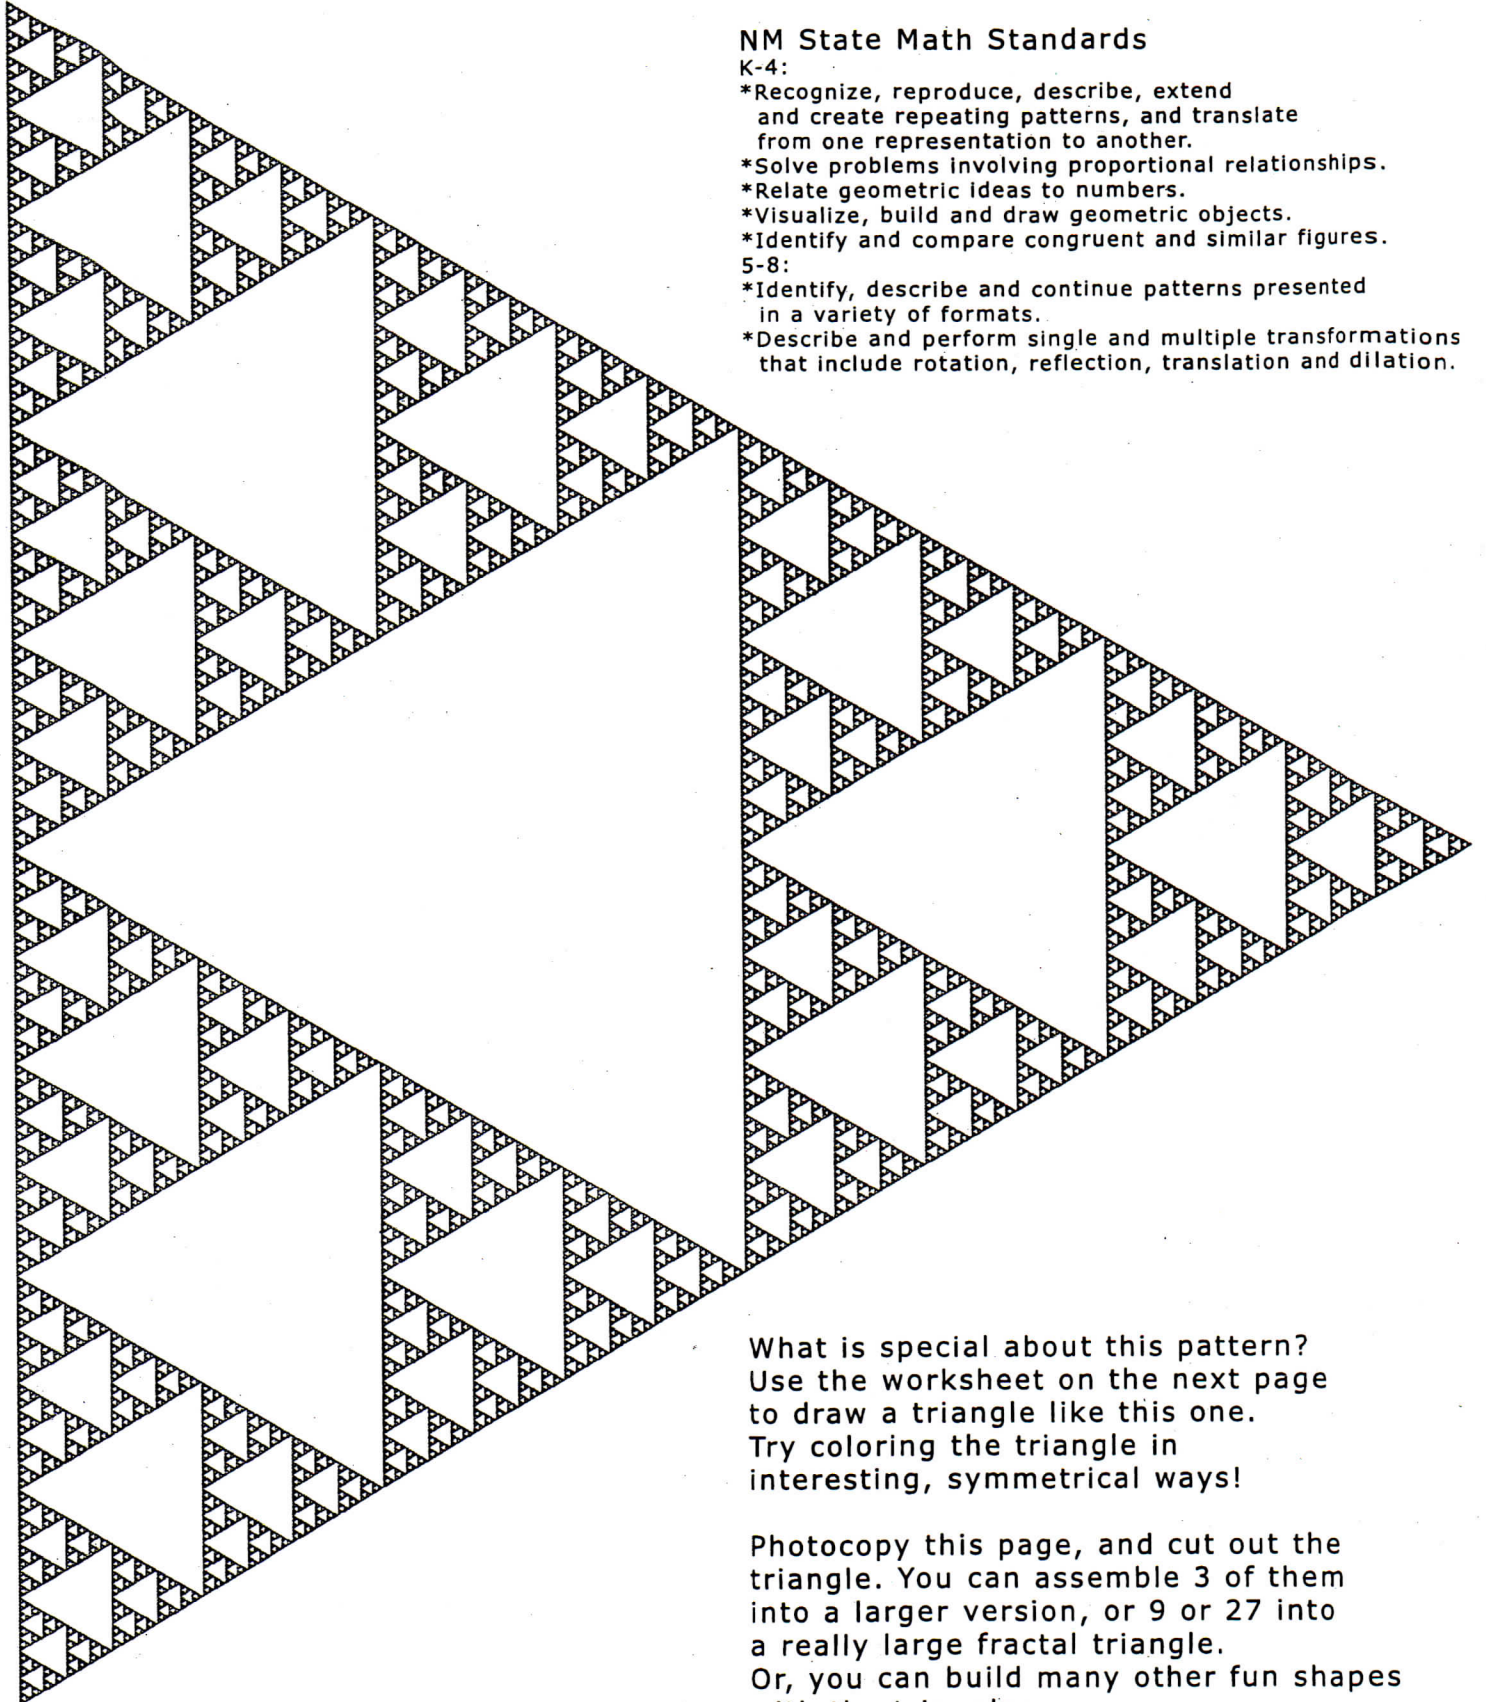 NM State Math Standards
K-4:
*Recognize, reproduce, describe, extend
and create repeating patterns, and translate
from one representation to another.
*Solve problems involving proportional relationships.
*Relate geometric ideas to numbers.
*Visualize, build and draw geometric objects.
*Identify and compare congruent and similar figures.
5-8:
*Identify, describe and continue patterns presented
in a variety of formats.
*Describe and perform single and multiple transformations
that include rotation, reflection, translation and dilation.
What is special about this pattern?
Use the worksheet on the next page
to draw a triangle like this one.
Try coloring the triangle in
interesting, symmetrical ways!
Photocopy this page, and cut out the
triangle. You can assemble 3 of them
into a larger version, or 9 or 27 into
a really large fractal triangle.
Or, you can build many other fun shapes